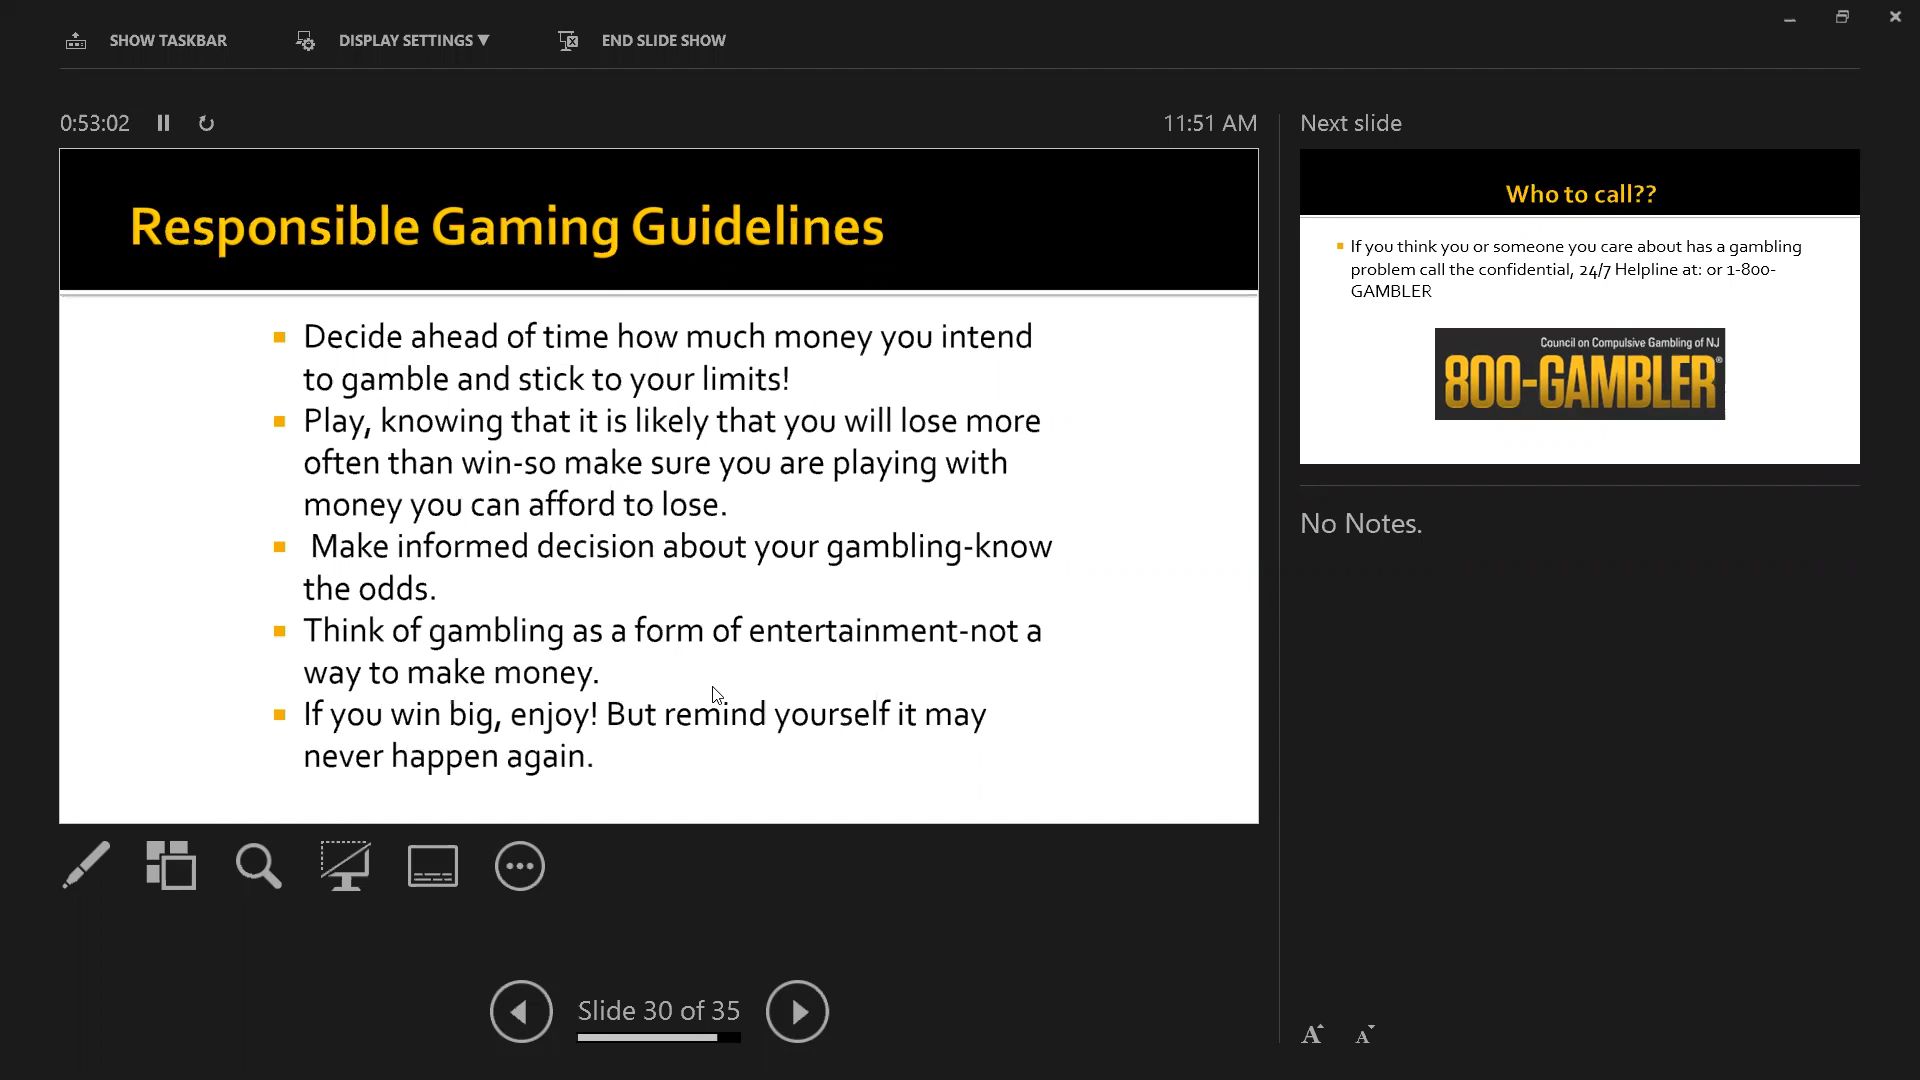 SHOW TASKBAR
DISPLAY SETTINGS ▼
END SLIDE SHOW
0:53:02
11:51 AM
Responsible Gaming Guidelines
Decide ahead of time how much money you intend
to gamble and stick to your limits!
Play, knowing that it is likely that you will lose more
often than win-so make sure you are playing with
money you can afford to lose.
Make informed decision about your gambling-know
the odds.
Think of gambling as a form of entertainment-not a
way to make money.
If you win big, enjoy! But remind yourself it may
never happen again.
Slide 30 of 35
Next slide
Who to call??
If you think you or someone you care about has a gambling
problem call the confidential, 24/7 Helpline at: or 1-800-
GAMBLER
Council on Compulsive Gambling of NJ
800-GAMBLER®
No Notes.
A A